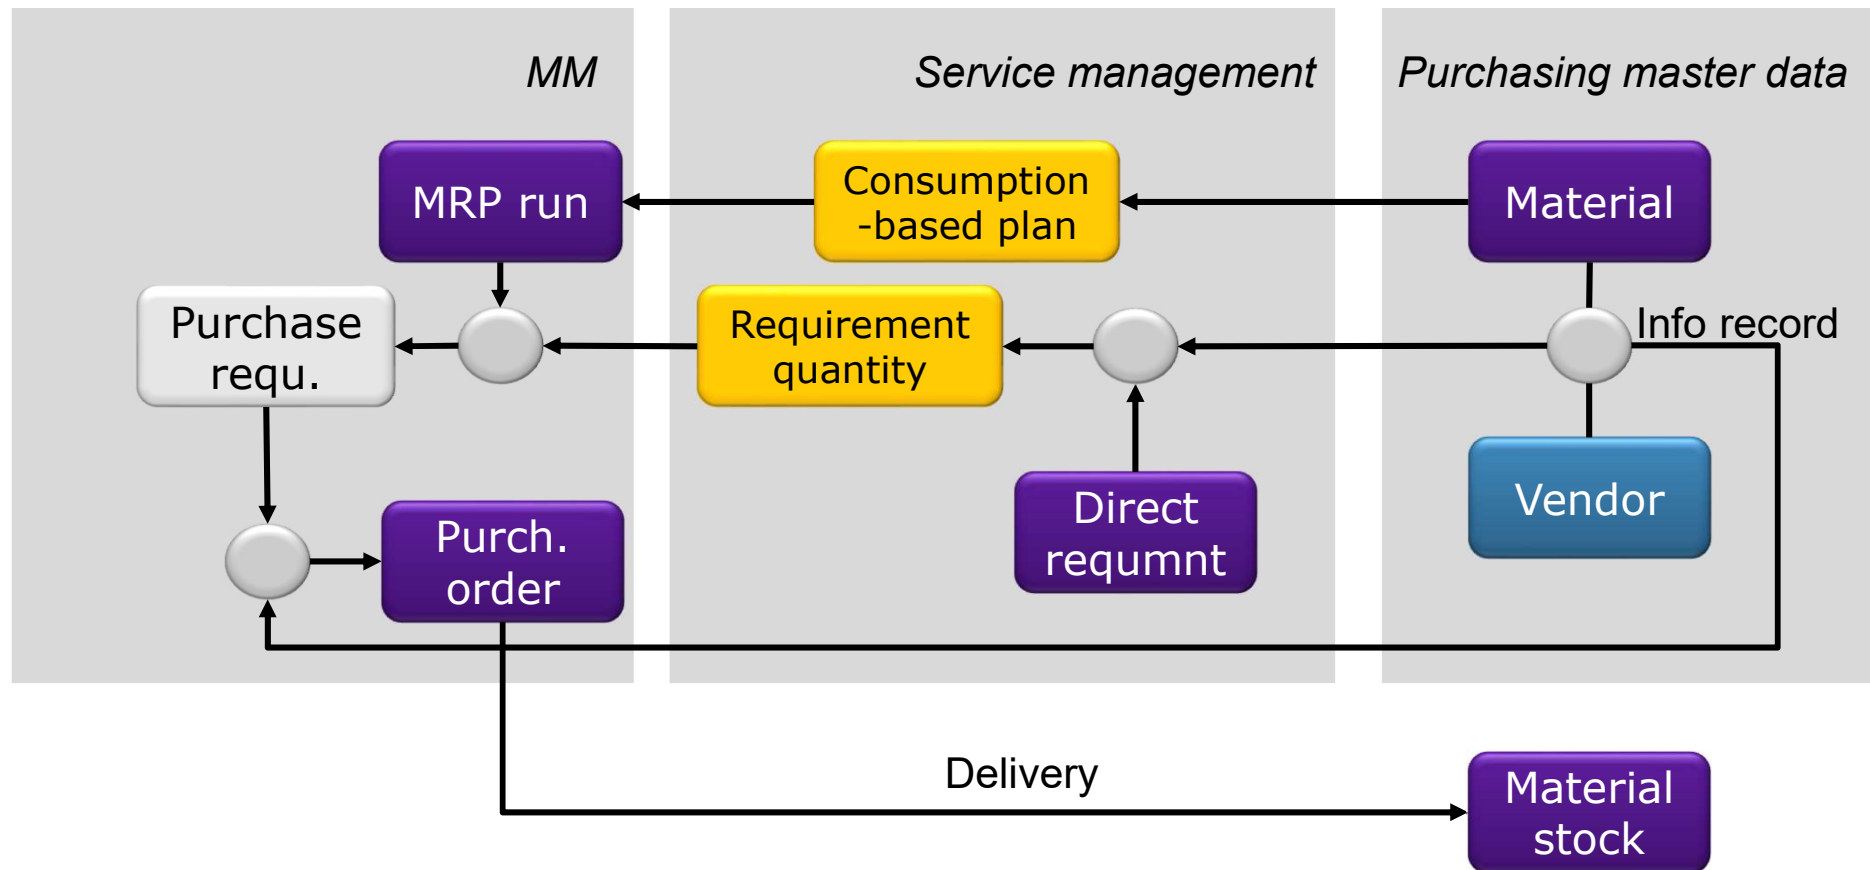 MM
Service management
Purchasing master data
MRP run
Consumption
-based plan
Material
Purchase
requ.
Requirement
quantity
Info record
Purch.
order
Direct
requmnt
Vendor
Delivery
Material
stock